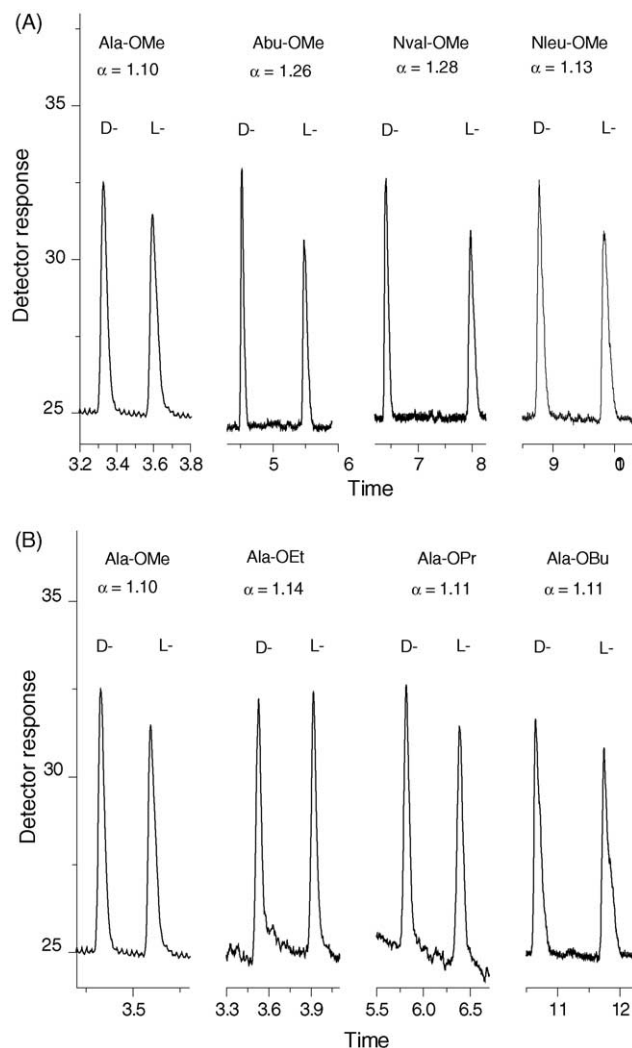 (A)
Ala-OMe Abu-OMe Nval-OMe Nleu-OMe
α = 1.10 α = 1.26 α = 1.28 α = 1.13
35
D- L- D- L- D- L- D- L-
30
Detector response
25
3.2 3.4 3.6 3.8 5 6 7 8 9
Time
(B)
Ala-OMe Ala-OEt Ala-OPr Ala-OBu
α = 1.10 α = 1.14 α = 1.11 α = 1.11
35
D- L- D- L- D- L- D- L-
30
Detector response
25
3.5 3.3 3.6 3.9 5.5 6.0 6.5 11 12
Time